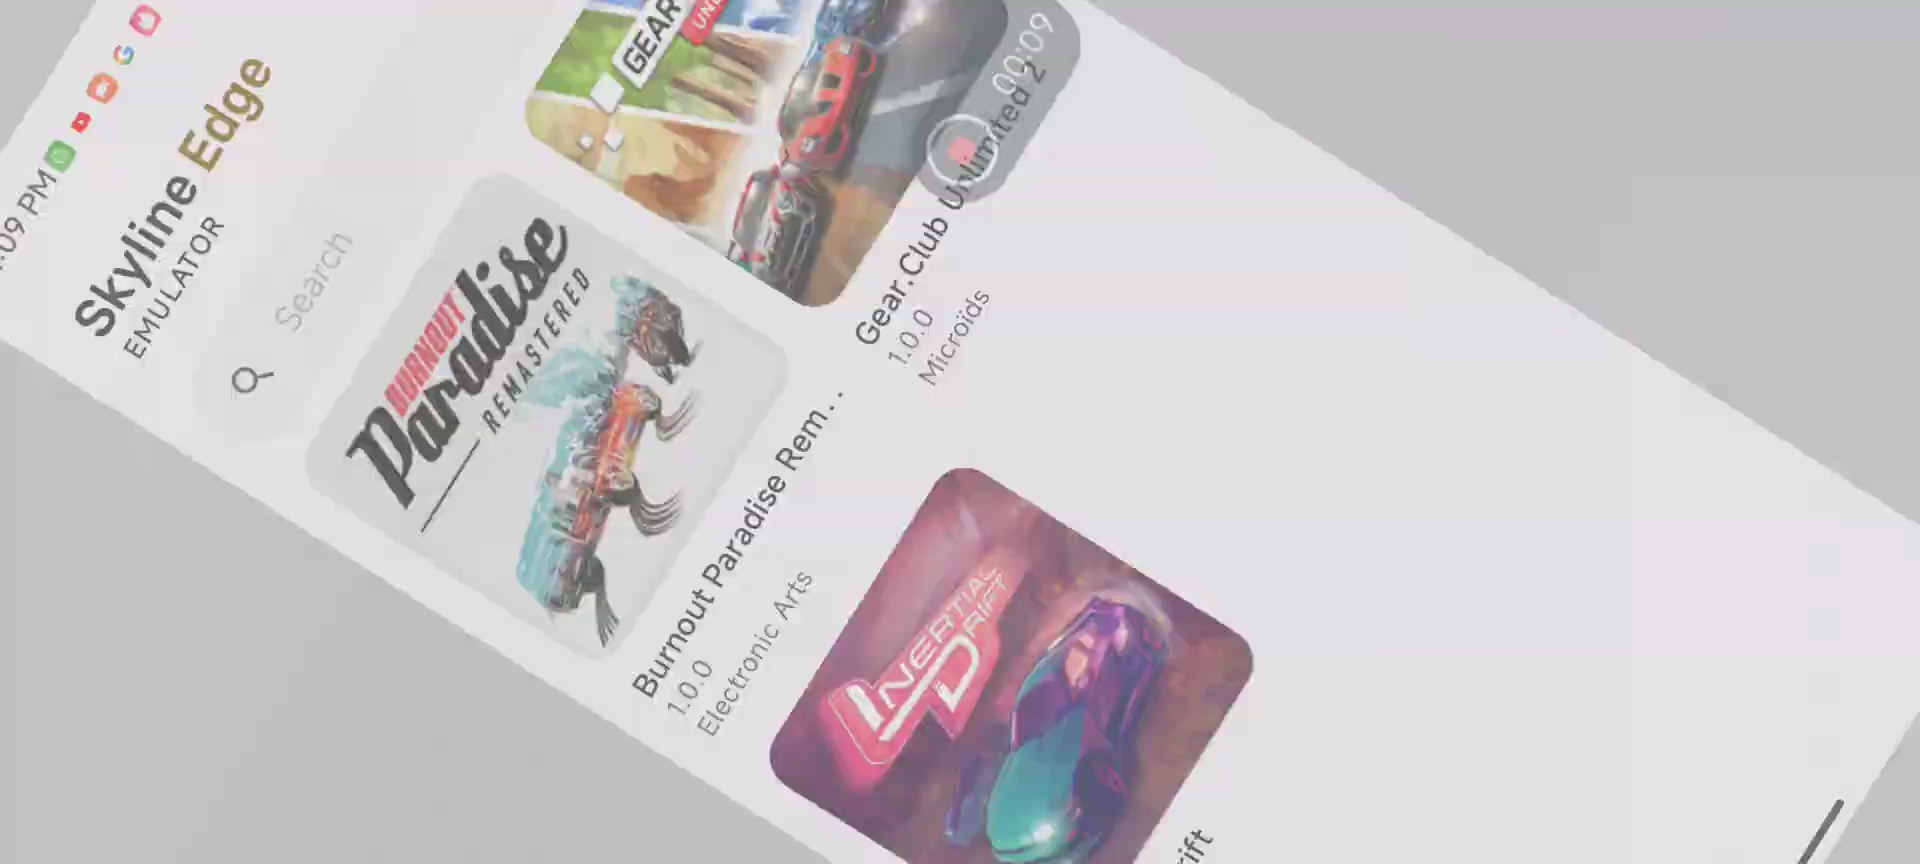 :09 PM
Skyline Edge
EMULATOR
Search
BURNOUT
Paradise
REMASTERED
Burnout Paradise Rem...
1.0.0
Electronic Arts
GEAR
00:09
Gear.Club Unlimited 2
1.0.0
Microids
INERTIAL
DRIFT
rift